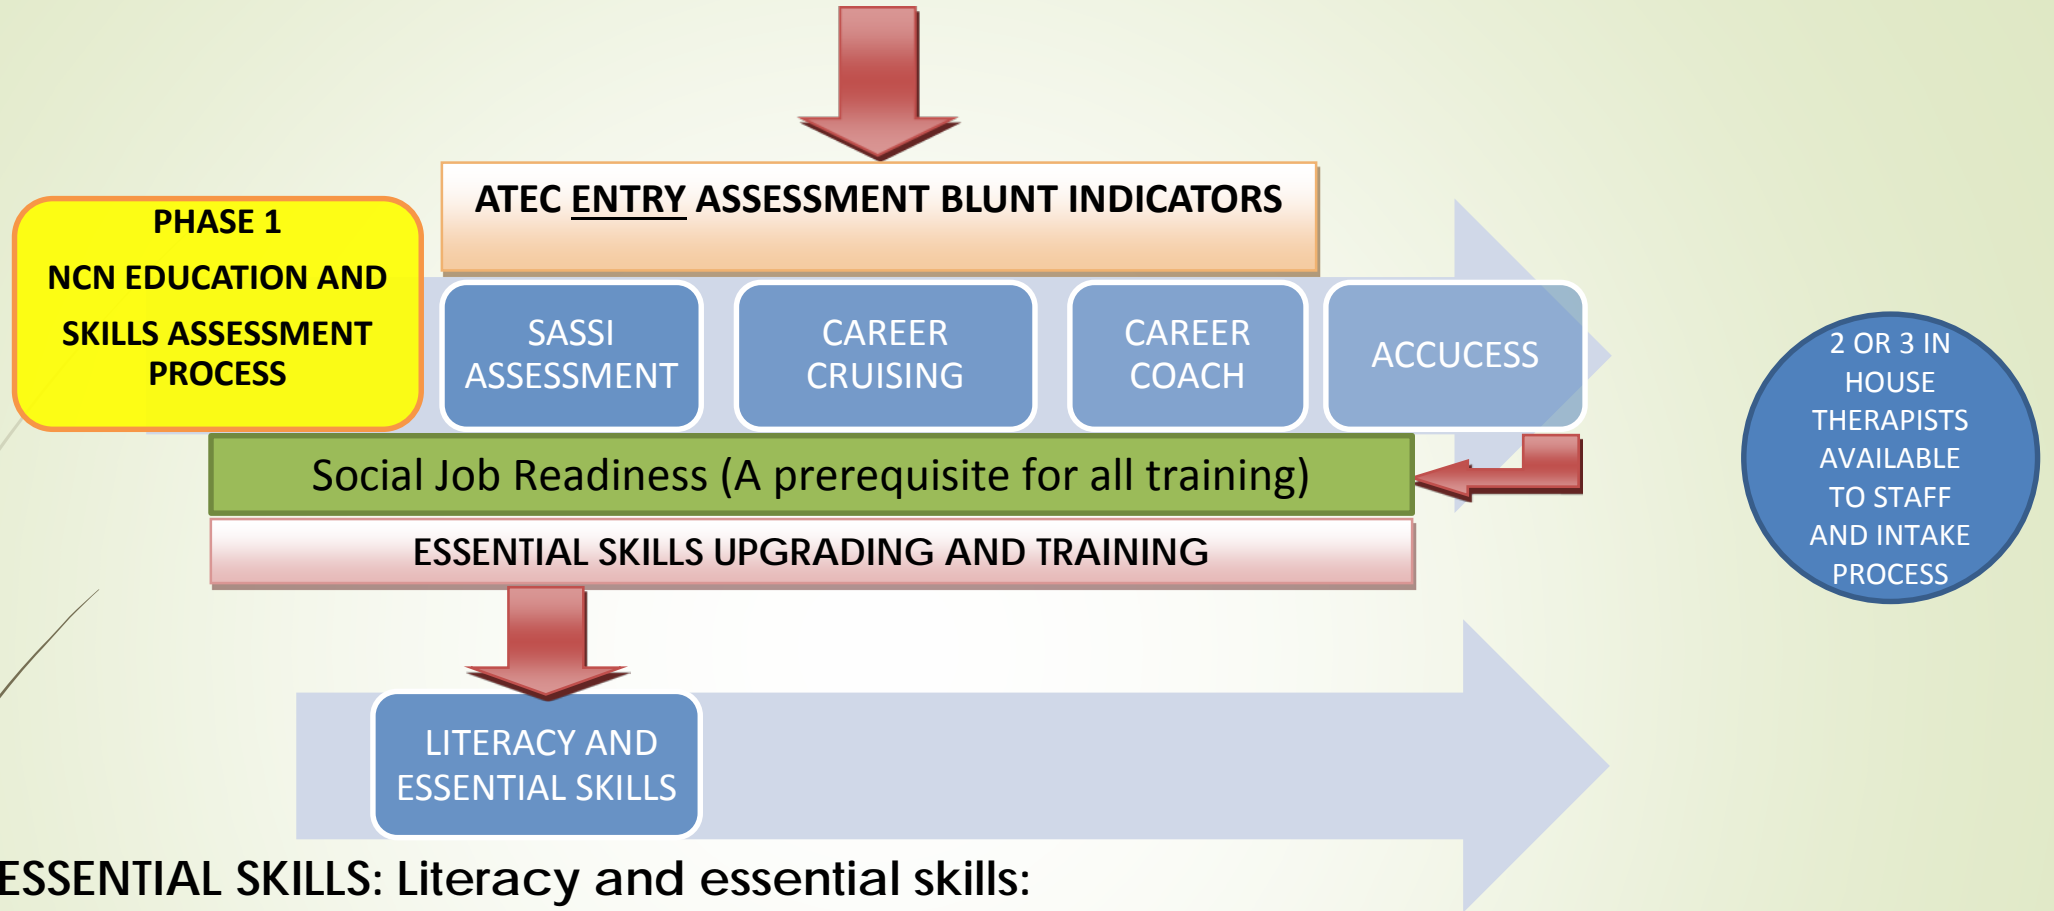 ATEC ENTRY ASSESSMENT BLUNT INDICATORS
PHASE 1
NCN EDUCATION AND
SKILLS ASSESSMENT
PROCESS
SASSI
ASSESSMENT
CAREER
CRUISING
CAREER
COACH
ACCUCESS
2 OR 3 IN
HOUSE
THERAPISTS
AVAILABLE
TO STAFF
AND INTAKE
PROCESS
Social Job Readiness (A prerequisite for all training)
ESSENTIAL SKILLS UPGRADING AND TRAINING
LITERACY AND
ESSENTIAL SKILLS
ESSENTIAL SKILLS: Literacy and essential skills: